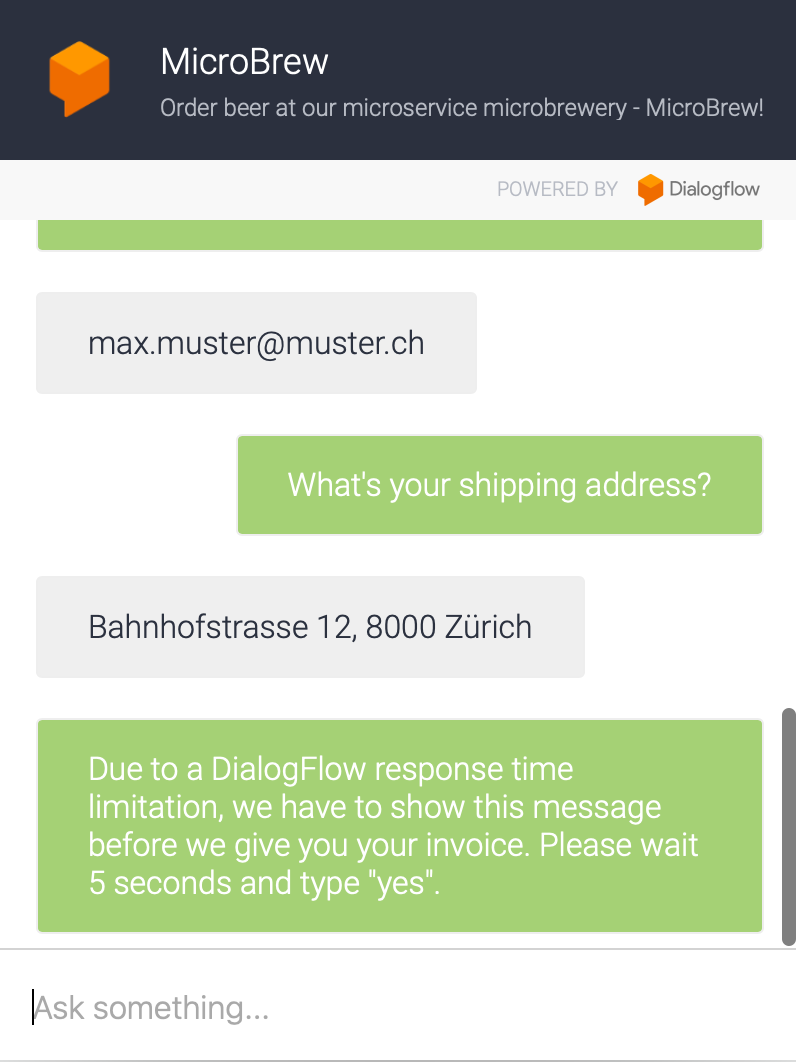 MicroBrew
Order beer at our microservice microbrewery - MicroBrew!
POWERED BY Dialogflow
max.muster@muster.ch
What's your shipping address?
Bahnhofstrasse 12, 8000 Zürich
Due to a DialogFlow response time
limitation, we have to show this message
before we give you your invoice. Please wait
5 seconds and type "yes".
Ask something...